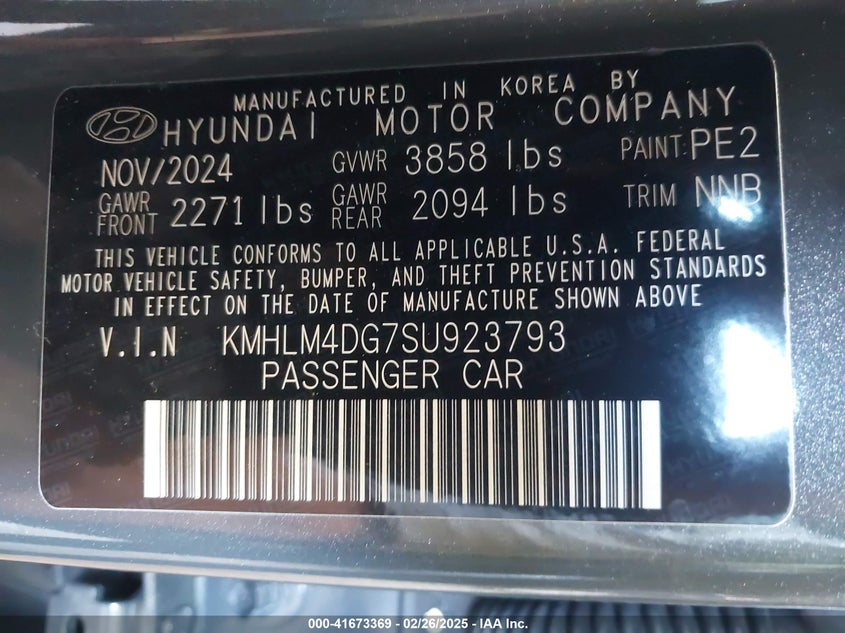 MANUFACTURED IN KOREA BY
HYUNDAI MOTOR COMPANY
NOV/2024 GVWR 3858 lbs PAINT: PE2
GAWR FRONT 2271 lbs GAWR REAR 2094 lbs TRIM NNB
THIS VEHICLE CONFORMS TO ALL APPLICABLE U.S.A. FEDERAL
MOTOR VEHICLE SAFETY, BUMPER, AND THEFT PREVENTION STANDARDS
IN EFFECT ON THE DATE OF MANUFACTURE SHOWN ABOVE.
V.I.N KMHLM4DG7SU923793
PASSENGER CAR
000-41673369 - 02/26/2025 - IAA Inc.